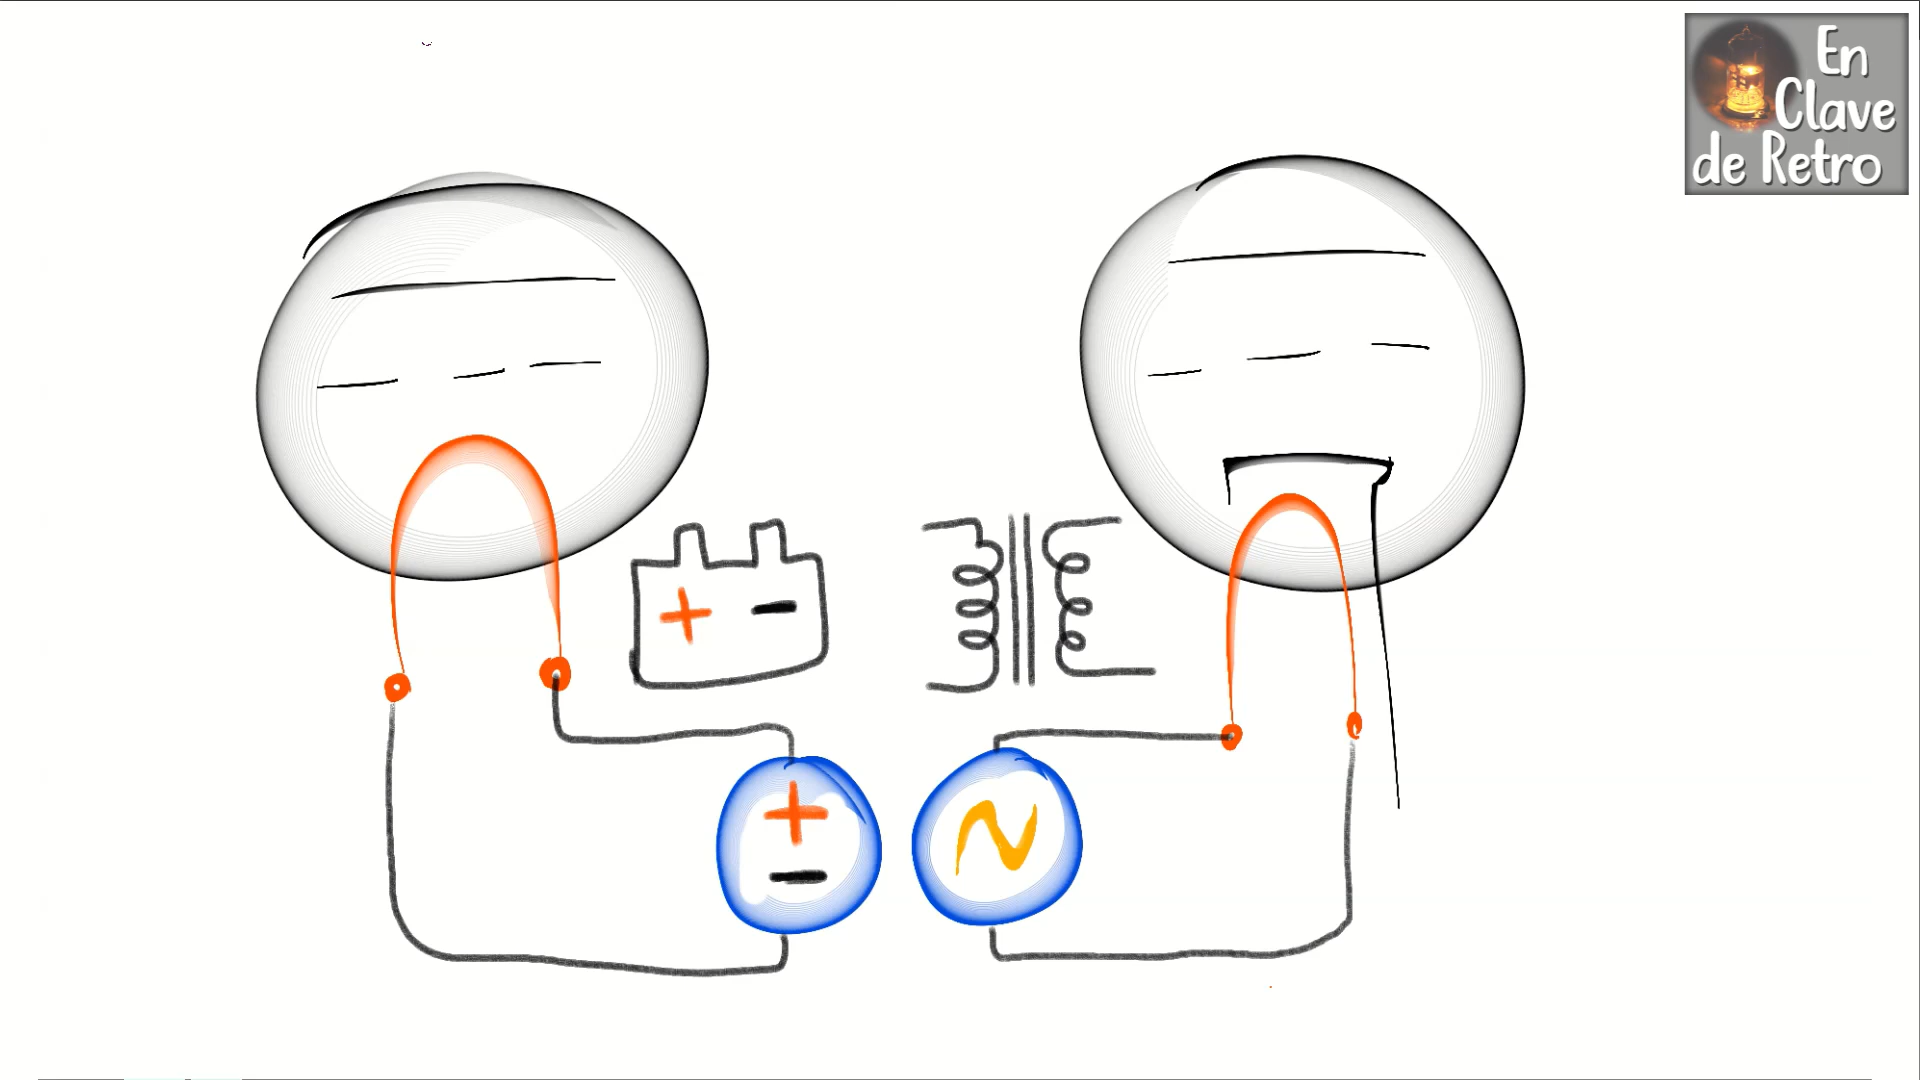 En
Clave
de Retro
+ -
+
-